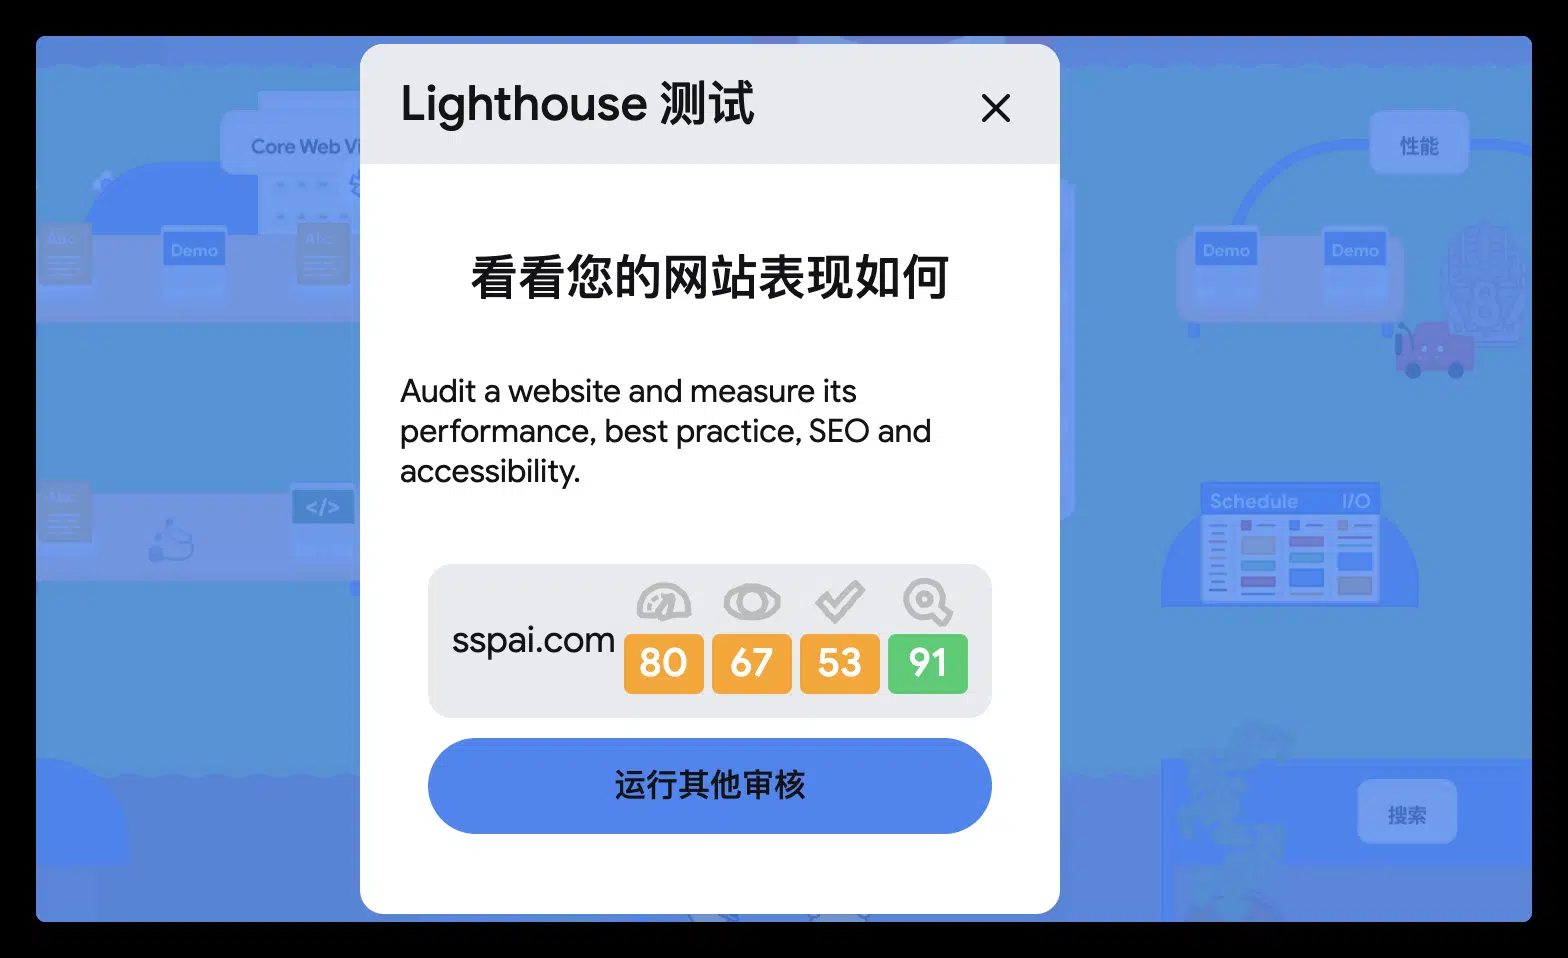 Lighthouse 测试
Core Web Vi
性能
Abc
Demo
Abc
Demo
Demo
看看您的网站表现如何
Audit a website and measure its
performance, best practice, SEO and
accessibility.
Abc
</>
Schedule I/O
sspai.com 80 67 53 91
运行其他审核
搜索